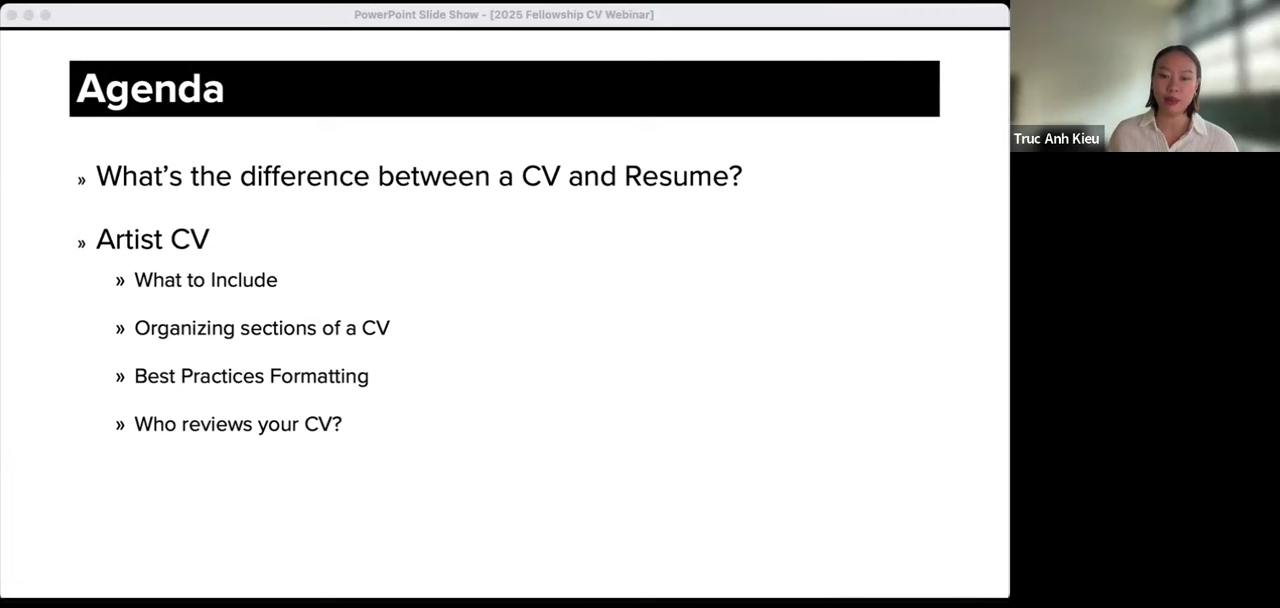 PowerPoint Slide Show - [2025 Fellowship CV Webinar]
Agenda
» What’s the difference between a CV and Resume?
» Artist CV
» What to Include
» Organizing sections of a CV
» Best Practices Formatting
» Who reviews your CV?
Truc Anh Kieu